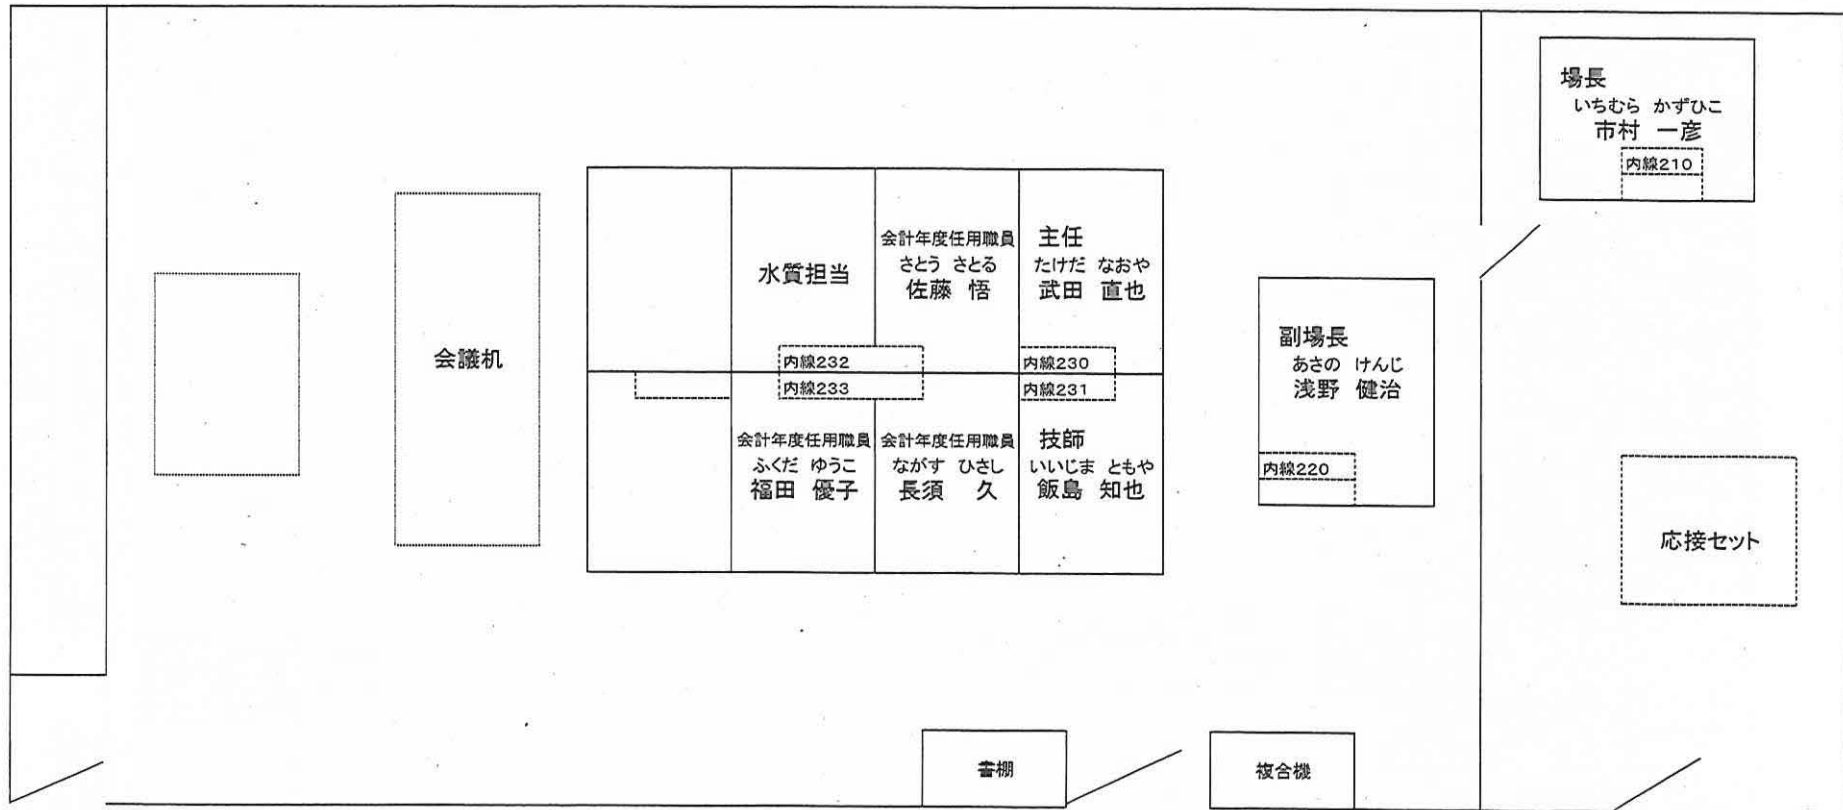 場長
いちむら かずひこ
市村 一彦
内線210
会計年度任用職員
さとう さとる
佐藤 悟
主任
たけだ なおや
武田 直也
水質担当
会議机
内線232
内線230
内線233
内線231
副場長
あさの けんじ
浅野 健治
内線220
会計年度任用職員
ふくだ ゆうこ
福田 優子
会計年度任用職員
ながす ひさし
長須 久
技師
いいじま ともや
飯島 知也
応接セット
書棚
複合機